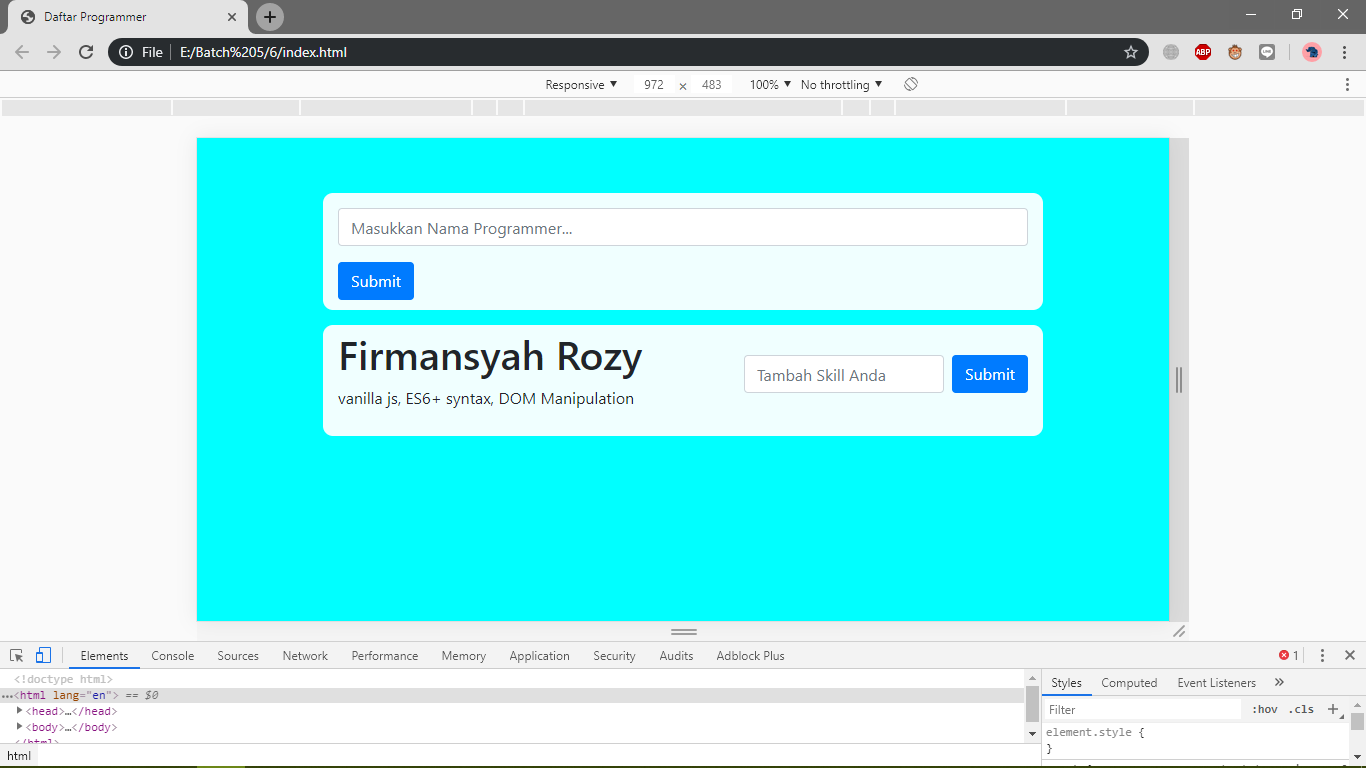 Daftar Programmer
File E:/Batch%205/6/index.html
ABP
Responsive 972 × 483 100% No throttling
Masukkan Nama Programmer...
Submit
Firmansyah Rozy
Tambah Skill Anda Submit
vanilla js, ES6+ syntax, DOM Manipulation
Elements Console Sources Network Performance Memory Application Security Audits Adblock Plus 1
<!doctype html>
…<html lang="en"> == $0
<head>…</head>
<body>…</body>
</html>
html
Styles Computed Event Listeners »
Filter :hov .cls +
element.style {
}